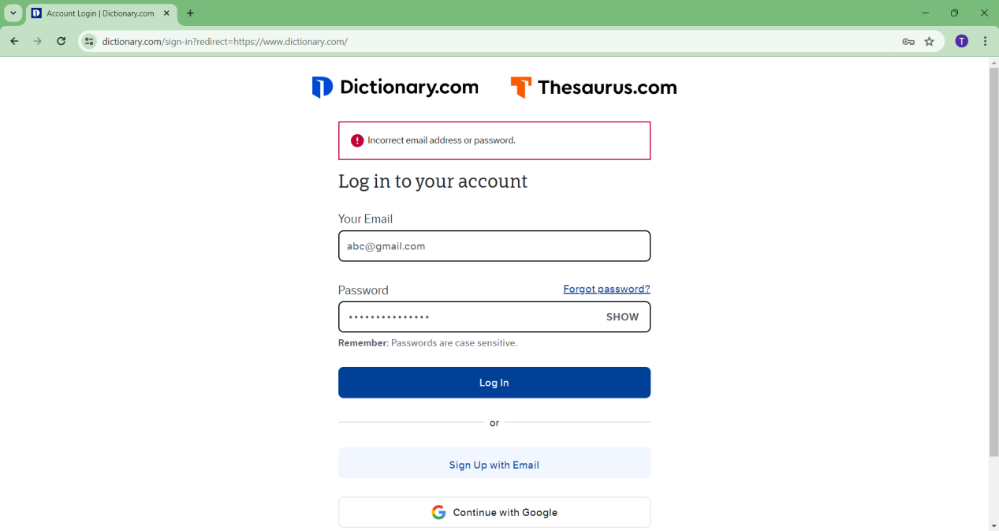 Account Login | Dictionary.com
dictionary.com/sign-in?redirect=https://www.dictionary.com/
T
Dictionary.com Thesaurus.com
Incorrect email address or password.
Log in to your account
Your Email
abc@gmail.com
Password Forgot password?
SHOW
Remember: Passwords are case sensitive.
Log In
or
Sign Up with Email
Continue with Google